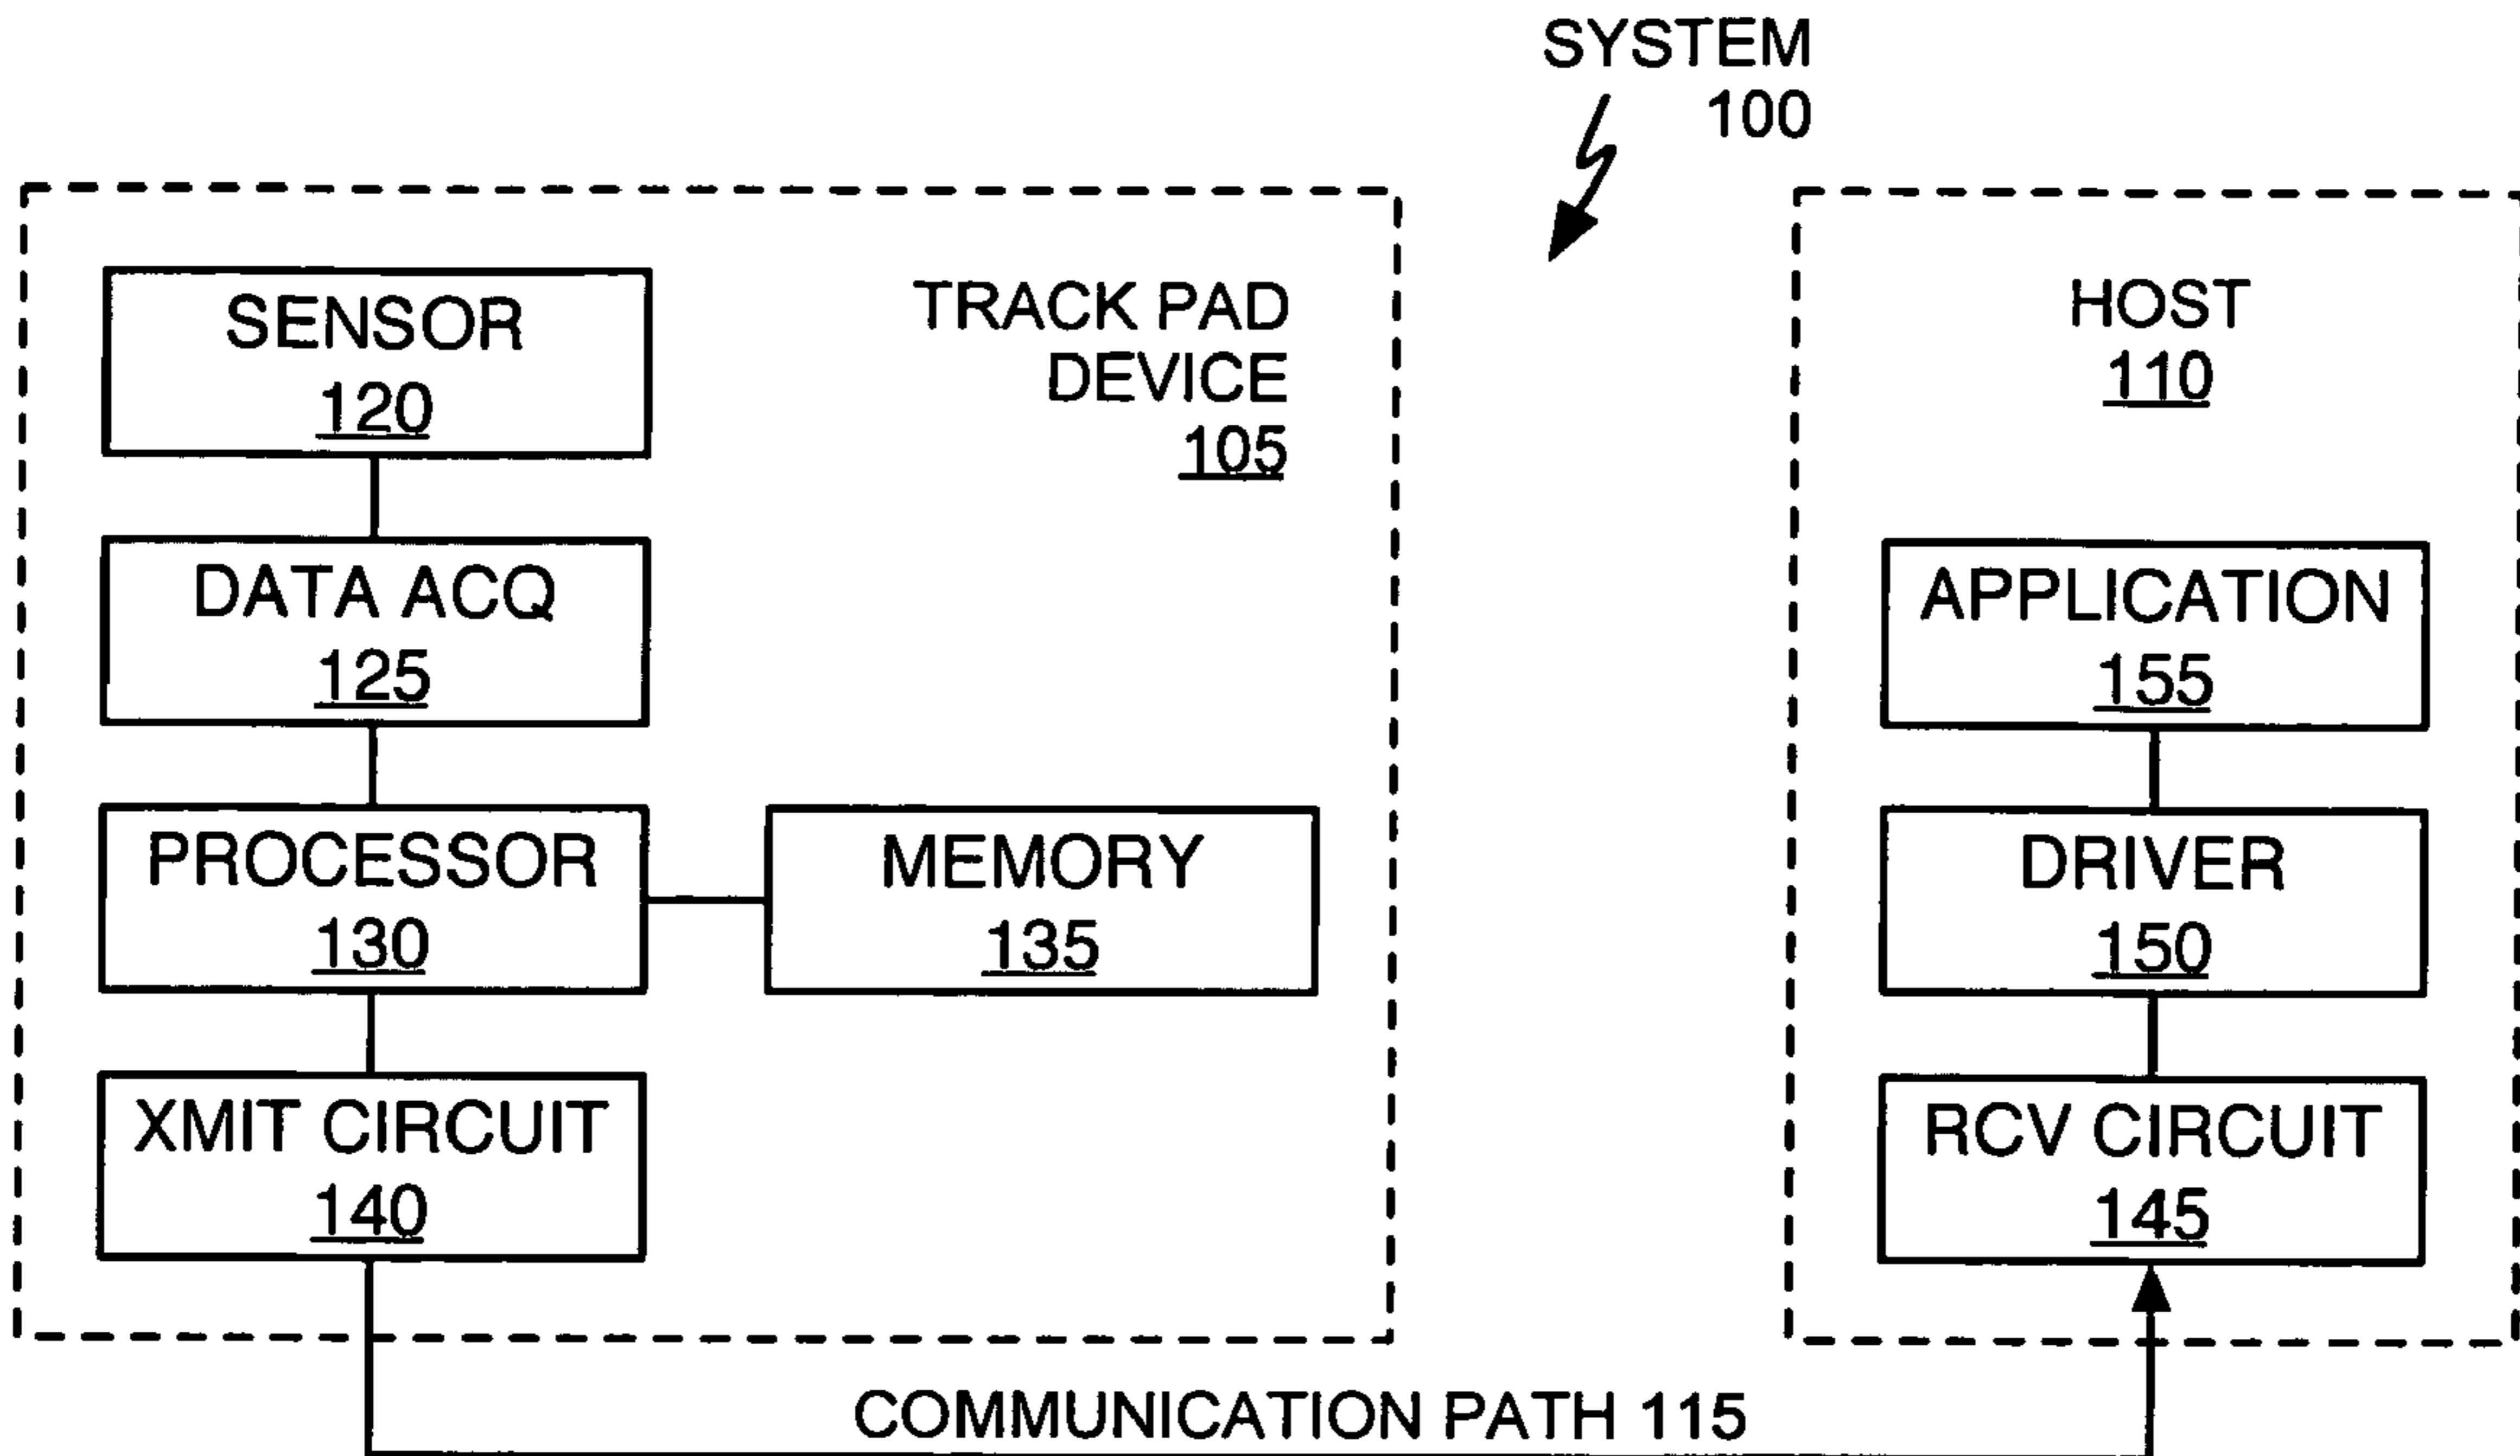 SYSTEM
100
TRACK PAD
DEVICE
105
SENSOR
120
DATA ACQ
125
PROCESSOR
130
MEMORY
135
XMIT CIRCUIT
140
HOST
110
APPLICATION
155
DRIVER
150
RCV CIRCUIT
145
COMMUNICATION PATH 115